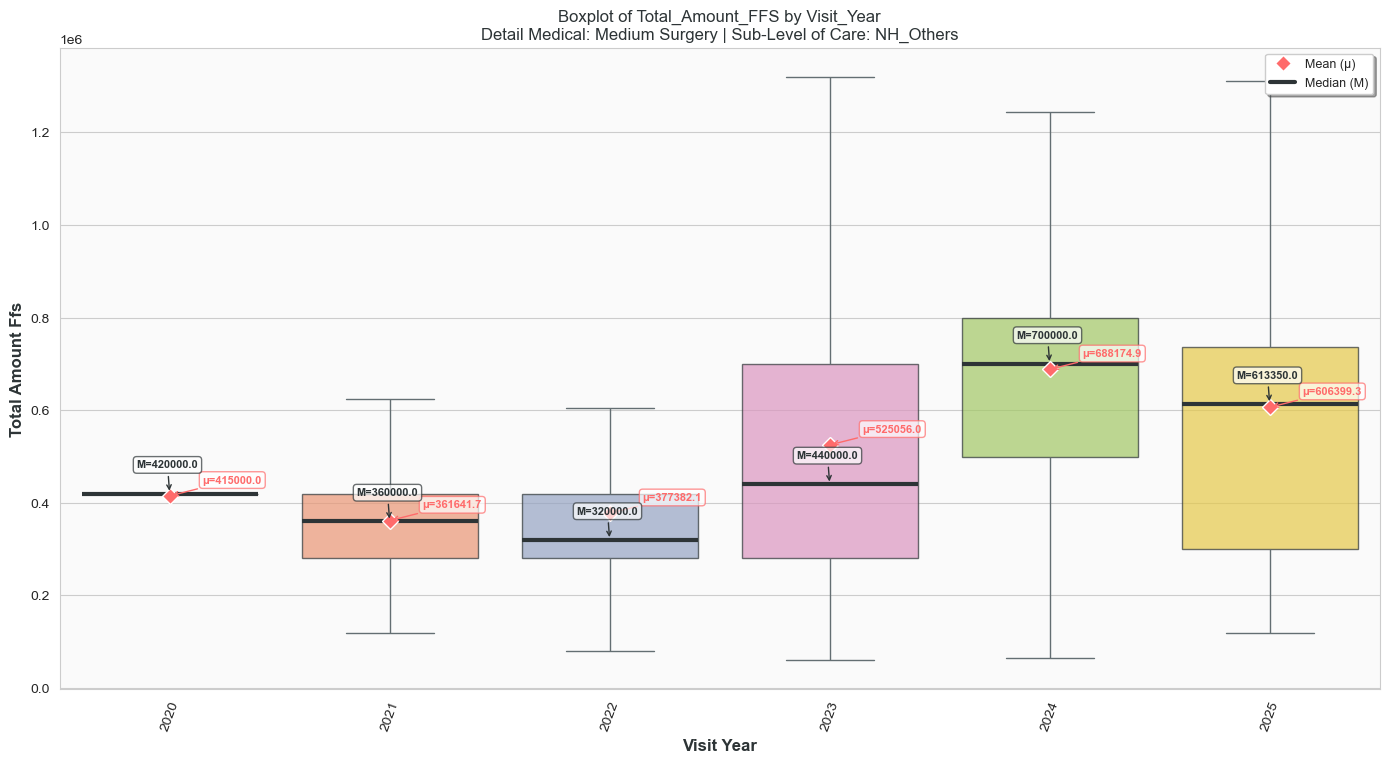 Boxplot of Total_Amount_FFS by Visit_Year
Detail Medical: Medium Surgery | Sub-Level of Care: NH_Others
1e6
Mean (μ)
Median (M)
1.2
1.0
0.8
0.6
0.4
0.2
0.0
Total Amount Ffs
M=420000.0
μ=415000.0
M=360000.0
μ=361641.7
M=320000.0
μ=377382.1
M=440000.0
μ=525056.0
M=700000.0
μ=688174.9
M=613350.0
μ=606399.3
2020
2021
2022
2023
2024
2025
Visit Year